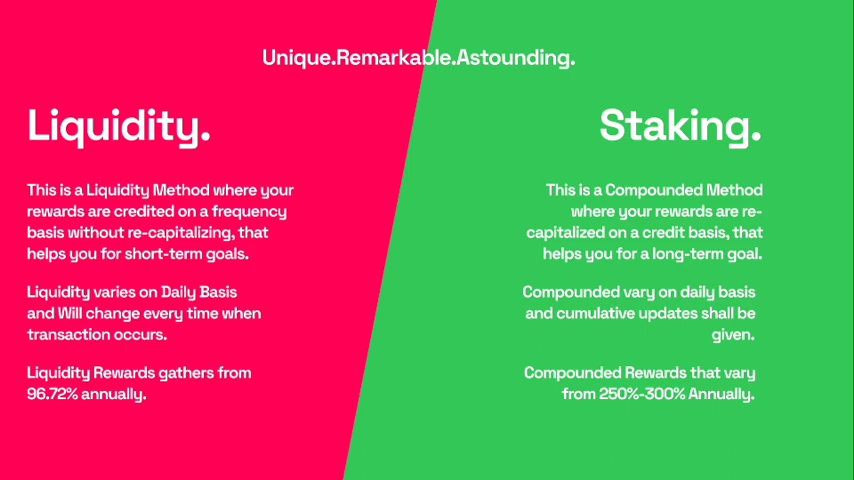 Unique.Remarkable.Astounding.
Liquidity.
This is a Liquidity Method where your
rewards are credited on a frequency
basis without re-capitalizing, that
helps you for short-term goals.
Liquidity varies on Daily Basis
and Will change every time when
transaction occurs.
Liquidity Rewards gathers from
96.72% annually.
Staking.
This is a Compounded Method
where your rewards are re-
capitalized on a credit basis, that
helps you for a long-term goal.
Compounded vary on daily basis
and cumulative updates shall be
given.
Compounded Rewards that vary
from 250%-300% Annually.